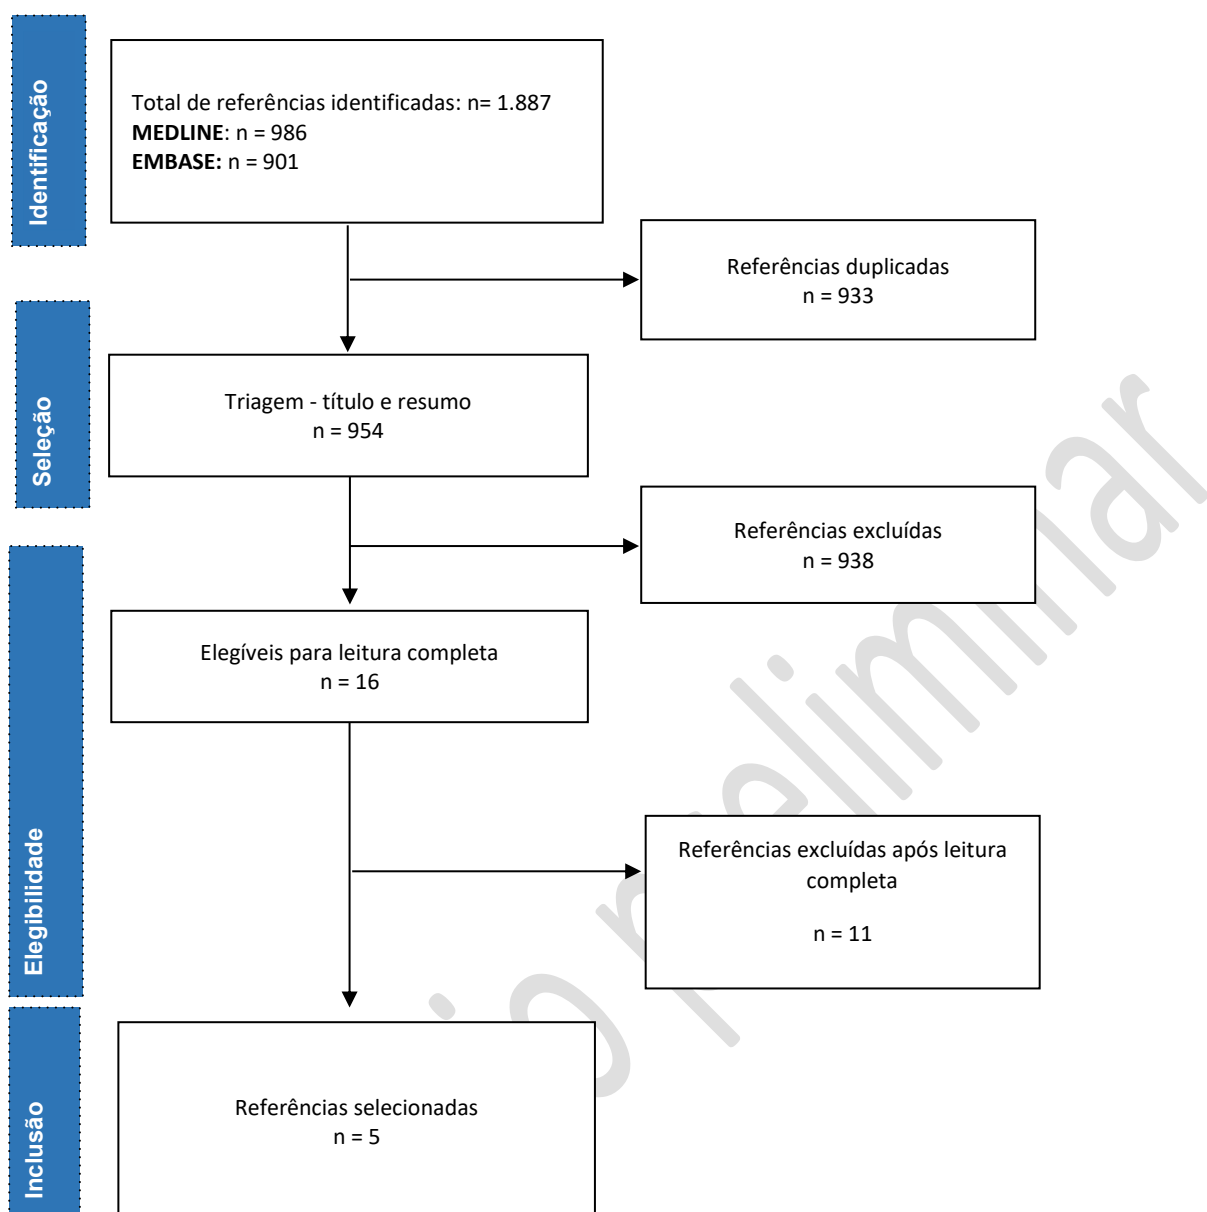 Identificação
Total de referências identificadas: n= 1.887
MEDLINE: n = 986
EMBASE: n = 901
Referências duplicadas
n = 933
Seleção
Triagem - título e resumo
n = 954
Referências excluídas
n = 938
Elegibilidade
Elegíveis para leitura completa
n = 16
Referências excluídas após leitura
completa
n = 11
Inclusão
Referências selecionadas
n = 5
preliminar